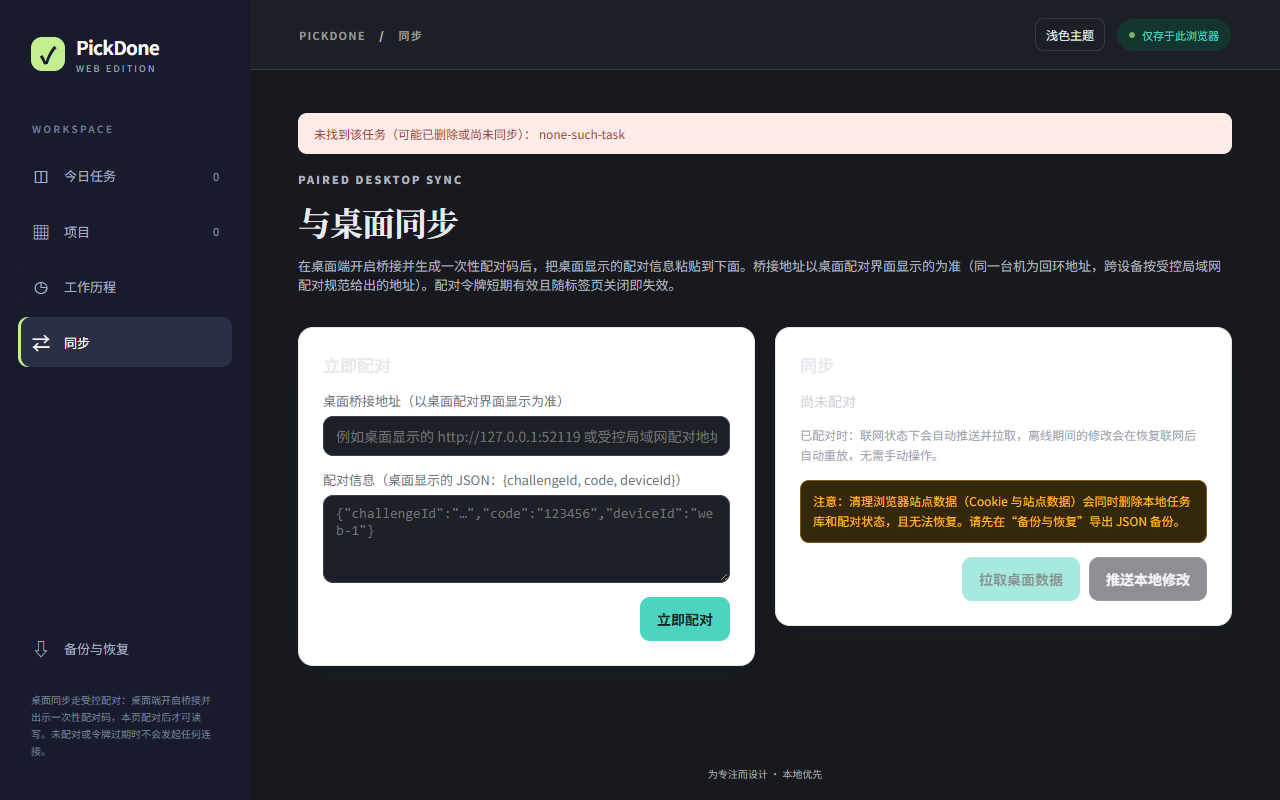 PickDone
WEB EDITION
WORKSPACE
今日任务 0
项目 0
工作历程
同步
备份与恢复
桌面同步走受控配对：桌面端开启桥接并
出示一次性配对码，本页配对后才可读
写。未配对或令牌过期时不会发起任何连
接。
PICKDONE / 同步
浅色主题
仅存于此浏览器
未找到该任务（可能已删除或尚未同步）： none-such-task
PAIRED DESKTOP SYNC
与桌面同步
在桌面端开启桥接并生成一次性配对码后，把桌面显示的配对信息粘贴到下面。桥接地址以桌面配对界面显示的为准（同一台机为回环地址，跨设备按受控局域网
配对规范给出的地址）。配对令牌短期有效且随标签页关闭即失效。
立即配对
桌面桥接地址（以桌面配对界面显示为准）
例如桌面显示的 http://127.0.0.1:52119 或受控局域网配对地址
配对信息（桌面显示的 JSON：{challengeId, code, deviceId}）
{"challengeId":"…","code":"123456","deviceId":"we
b-1"}
立即配对
同步
尚未配对
已配对时：联网状态下会自动推送并拉取，离线期间的修改会在恢复联网后
自动重放，无需手动操作。
注意：清理浏览器站点数据（Cookie 与站点数据）会同时删除本地任务
库和配对状态，且无法恢复。请先在“备份与恢复”导出 JSON 备份。
拉取桌面数据
推送本地修改
为专注而设计 · 本地优先